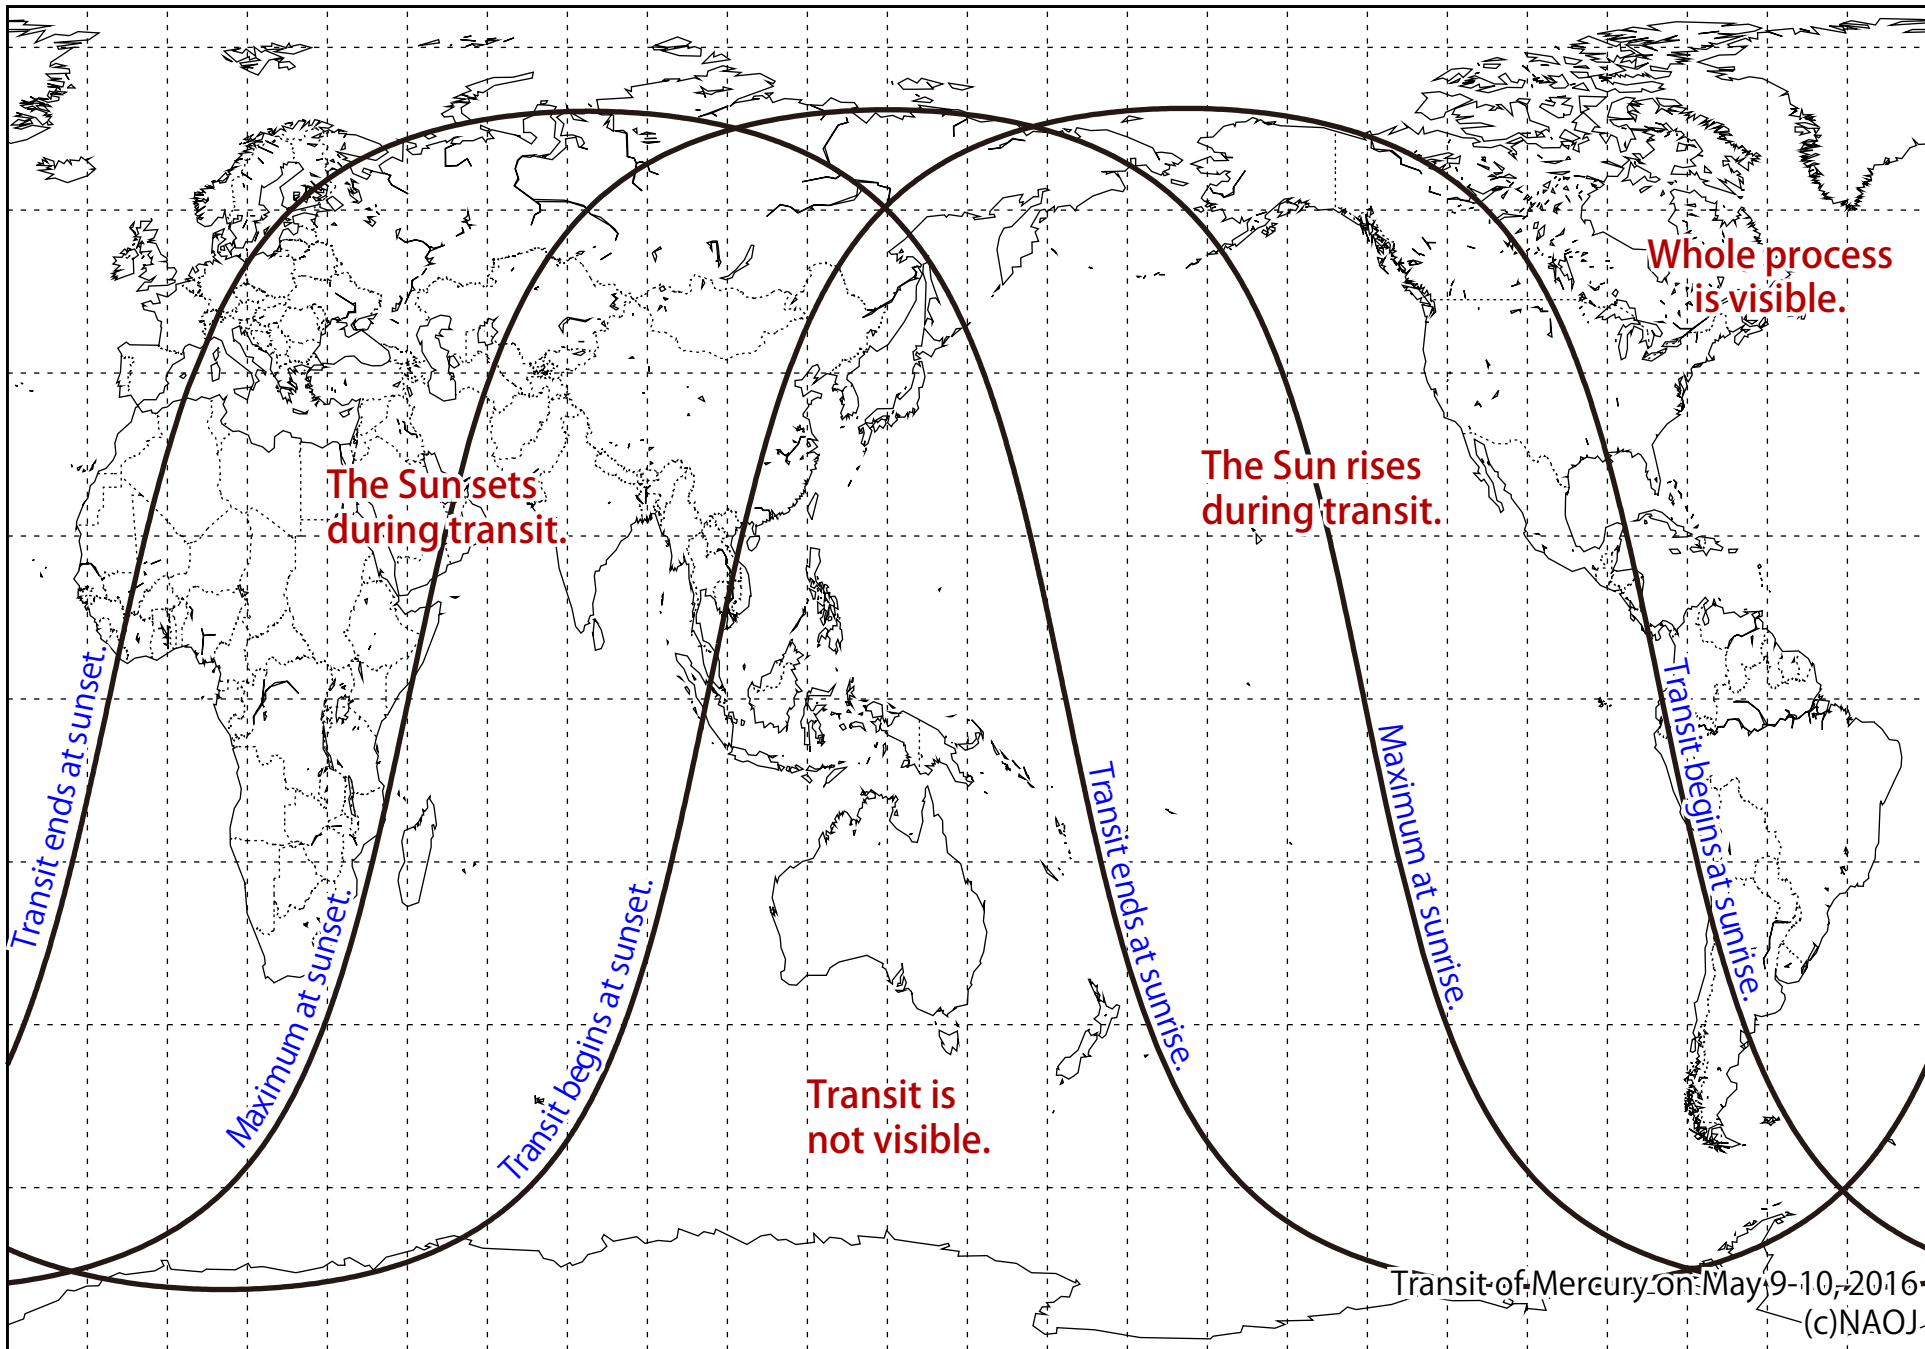 Whole process
is visible.
The Sun sets
during transit.
The Sun rises
during transit.
Transit ends at sunset.
Maximum at sunset.
Transit begins at sunset.
Transit ends at sunrise.
Maximum at sunrise.
Transit begins at sunrise.
Transit is
not visible.
Transit of Mercury on May 9-10, 2016
(c)NAOJ